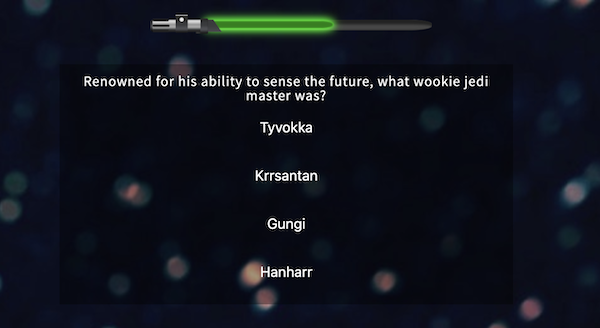 Renowned for his ability to sense the future, what wookie jedi
master was?
Tyvokka
Krrsantan
Gungi
Hanharr